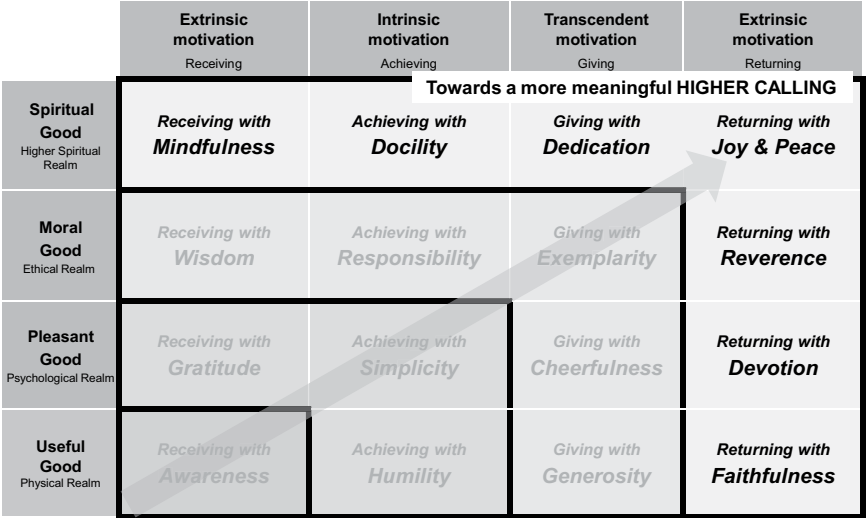 Extrinsic
motivation
Receiving
Intrinsic
motivation
Achieving
Transcendent
motivation
Giving
Extrinsic
motivation
Returning
Towards a more meaningful HIGHER CALLING
Spiritual
Good
Higher Spiritual
Realm
Receiving with
Mindfulness
Achieving with
Docility
Giving with
Dedication
Returning with
Joy & Peace
Moral
Good
Ethical Realm
Receiving with
Wisdom
Achieving with
Responsibility
Giving with
Exemplarity
Returning with
Reverence
Pleasant
Good
Psychological Realm
Receiving with
Gratitude
Achieving with
Simplicity
Giving with
Cheerfulness
Returning with
Devotion
Useful
Good
Physical Realm
Receiving with
Awareness
Achieving with
Humility
Giving with
Generosity
Returning with
Faithfulness